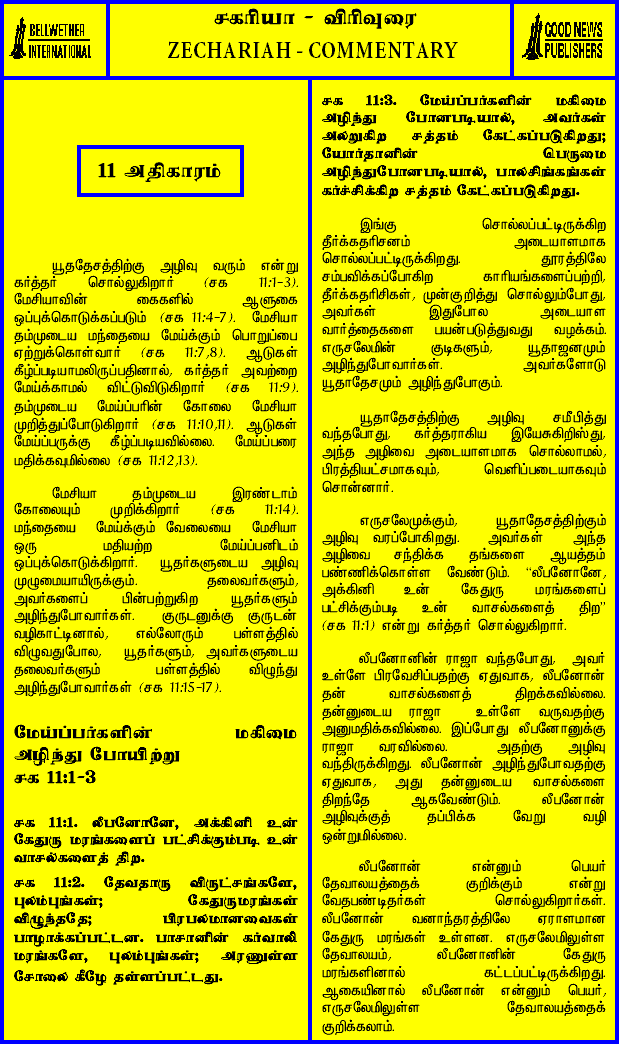 BELLWETHER
INTERNATIONAL
சகரியா - விரிவுரை
ZECHARIAH - COMMENTARY
GOOD NEWS
PUBLISHERS
11 அதிகாரம்
யூததேசத்திற்கு அழிவு வரும் என்று
கர்த்தர் சொல்லுகிறார் (சக 11:1-3).
மேசியாவின் கைகளில் ஆளுகை
ஒப்புக்கொடுக்கப்படும் (சக 11:4-7). மேசியா
தம்முடைய மந்தையை மேய்க்கும் பொறுப்பை
ஏற்றுக்கொள்வார் (சக 11:7,8). ஆடுகள்
கீழ்ப்படியாமலிருப்பதினால், கர்த்தர் அவற்றை
மேய்க்காமல் விட்டுவிடுகிறார் (சக 11:9).
தம்முடைய மேய்ப்பரின் கோலை மேசியா
முறித்துப்போடுகிறார் (சக 11:10,11). ஆடுகள்
மேய்ப்பருக்கு கீழ்ப்படியவில்லை. மேய்ப்பரை
மதிக்கவுமில்லை (சக 11:12,13).
மேசியா தம்முடைய இரண்டாம்
கோலையும் முறிக்கிறார் (சக 11:14).
மந்தையை மேய்க்கும் வேலையை மேசியா
ஒரு மதியற்ற மேய்ப்பனிடம்
ஒப்புக்கொடுக்கிறார். யூதர்களுடைய அழிவு
முழுமையாயிருக்கும். தலைவர்களும்,
அவர்களைப் பின்பற்றுகிற யூதர்களும்
அழிந்துபோவார்கள். குருடனுக்கு குருடன்
வழிகாட்டினால், எல்லோரும் பள்ளத்தில்
விழுவதுபோல, யூதர்களும், அவர்களுடைய
தலைவர்களும் பள்ளத்தில் விழுந்து
அழிந்துபோவார்கள் (சக 11:15-17).
மேய்ப்பர்களின் மகிமை
அழிந்து போயிற்று
சக 11:1-3
சக 11:1. லீபனோனே, அக்கினி உன்
கேதுரு மரங்களைப் பட்சிக்கும்படி உன்
வாசல்களைத் திற.
சக 11:2. தேவதாரு விருட்சங்களே,
புலம்புங்கள்; கேதுருமரங்கள்
விழுந்ததே; பிரபலமானவைகள்
பாழாக்கப்பட்டன. பாசானின் கர்வாலி
மரங்களே, புலம்புங்கள்; அரணுள்ள
சோலை கீழே தள்ளப்பட்டது.
சக 11:3. மேய்ப்பர்களின் மகிமை
அழிந்து போனபடியால், அவர்கள்
அலறுகிற சத்தம் கேட்கப்படுகிறது;
யோர்தானின் பெருமை
அழிந்துபோனபடியால், பாலசிங்கங்கள்
கர்ச்சிக்கிற சத்தம் கேட்கப்படுகிறது.
இங்கு சொல்லப்பட்டிருக்கிற
தீர்க்கதரிசனம் அடையாளமாக
சொல்லப்பட்டிருக்கிறது. தூரத்திலே
சம்பவிக்கப்போகிற காரியங்களைப்பற்றி,
தீர்க்கதரிசிகள், முன்குறித்து சொல்லும்போது,
அவர்கள் இதுபோல அடையாள
வார்த்தைகளை பயன்படுத்துவது வழக்கம்.
எருசலேமின் குடிகளும், யூதாஜனமும்
அழிந்துபோவார்கள். அவர்களோடு
யூதாதேசமும் அழிந்துபோகும்.
யூதாதேசத்திற்கு அழிவு சமீபித்து
வந்தபோது, கர்த்தராகிய இயேசுகிறிஸ்து,
அந்த அழிவை அடையாளமாக சொல்லாமல்,
பிரத்தியட்சமாகவும், வெளிப்படையாகவும்
சொன்னார்.
எருசலேமுக்கும், யூதாதேசத்திற்கும்
அழிவு வரப்போகிறது. அவர்கள் அந்த
அழிவை சந்திக்க தங்களை ஆயத்தம்
பண்ணிக்கொள்ள வேண்டும். "லீபனோனே,
அக்கினி உன் கேதுரு மரங்களைப்
பட்சிக்கும்படி உன் வாசல்களைத் திற"
(சக 11:1) என்று கர்த்தர் சொல்லுகிறார்.
லீபனோனின் ராஜா வந்தபோது, அவர்
உள்ளே பிரவேசிப்பதற்கு ஏதுவாக, லீபனோன்
தன் வாசல்களைத் திறக்கவில்லை.
தன்னுடைய ராஜா உள்ளே வருவதற்கு
அனுமதிக்கவில்லை. இப்போது லீபனோனுக்கு
ராஜா வரவில்லை. அதற்கு அழிவு
வந்திருக்கிறது. லீபனோன் அழிந்துபோவதற்கு
ஏதுவாக, அது தன்னுடைய வாசல்களை
திறந்தே ஆகவேண்டும். லீபனோன்
அழிவுக்குத் தப்பிக்க வேறு வழி
ஒன்றுமில்லை.
லீபனோன் என்னும் பெயர்
தேவாலயத்தைக் குறிக்கும் என்று
வேதபண்டிதர்கள் சொல்லுகிறார்கள்.
லீபனோன் வனாந்தரத்திலே ஏராளமான
கேதுரு மரங்கள் உள்ளன. எருசலேமிலுள்ள
தேவாலயம், லீபனோனின் கேதுரு
மரங்களினால் கட்டப்பட்டிருக்கிறது.
ஆகையினால் லீபனோன் என்னும் பெயர்,
எருசலேமிலுள்ள தேவாலயத்தைக்
குறிக்கலாம்.